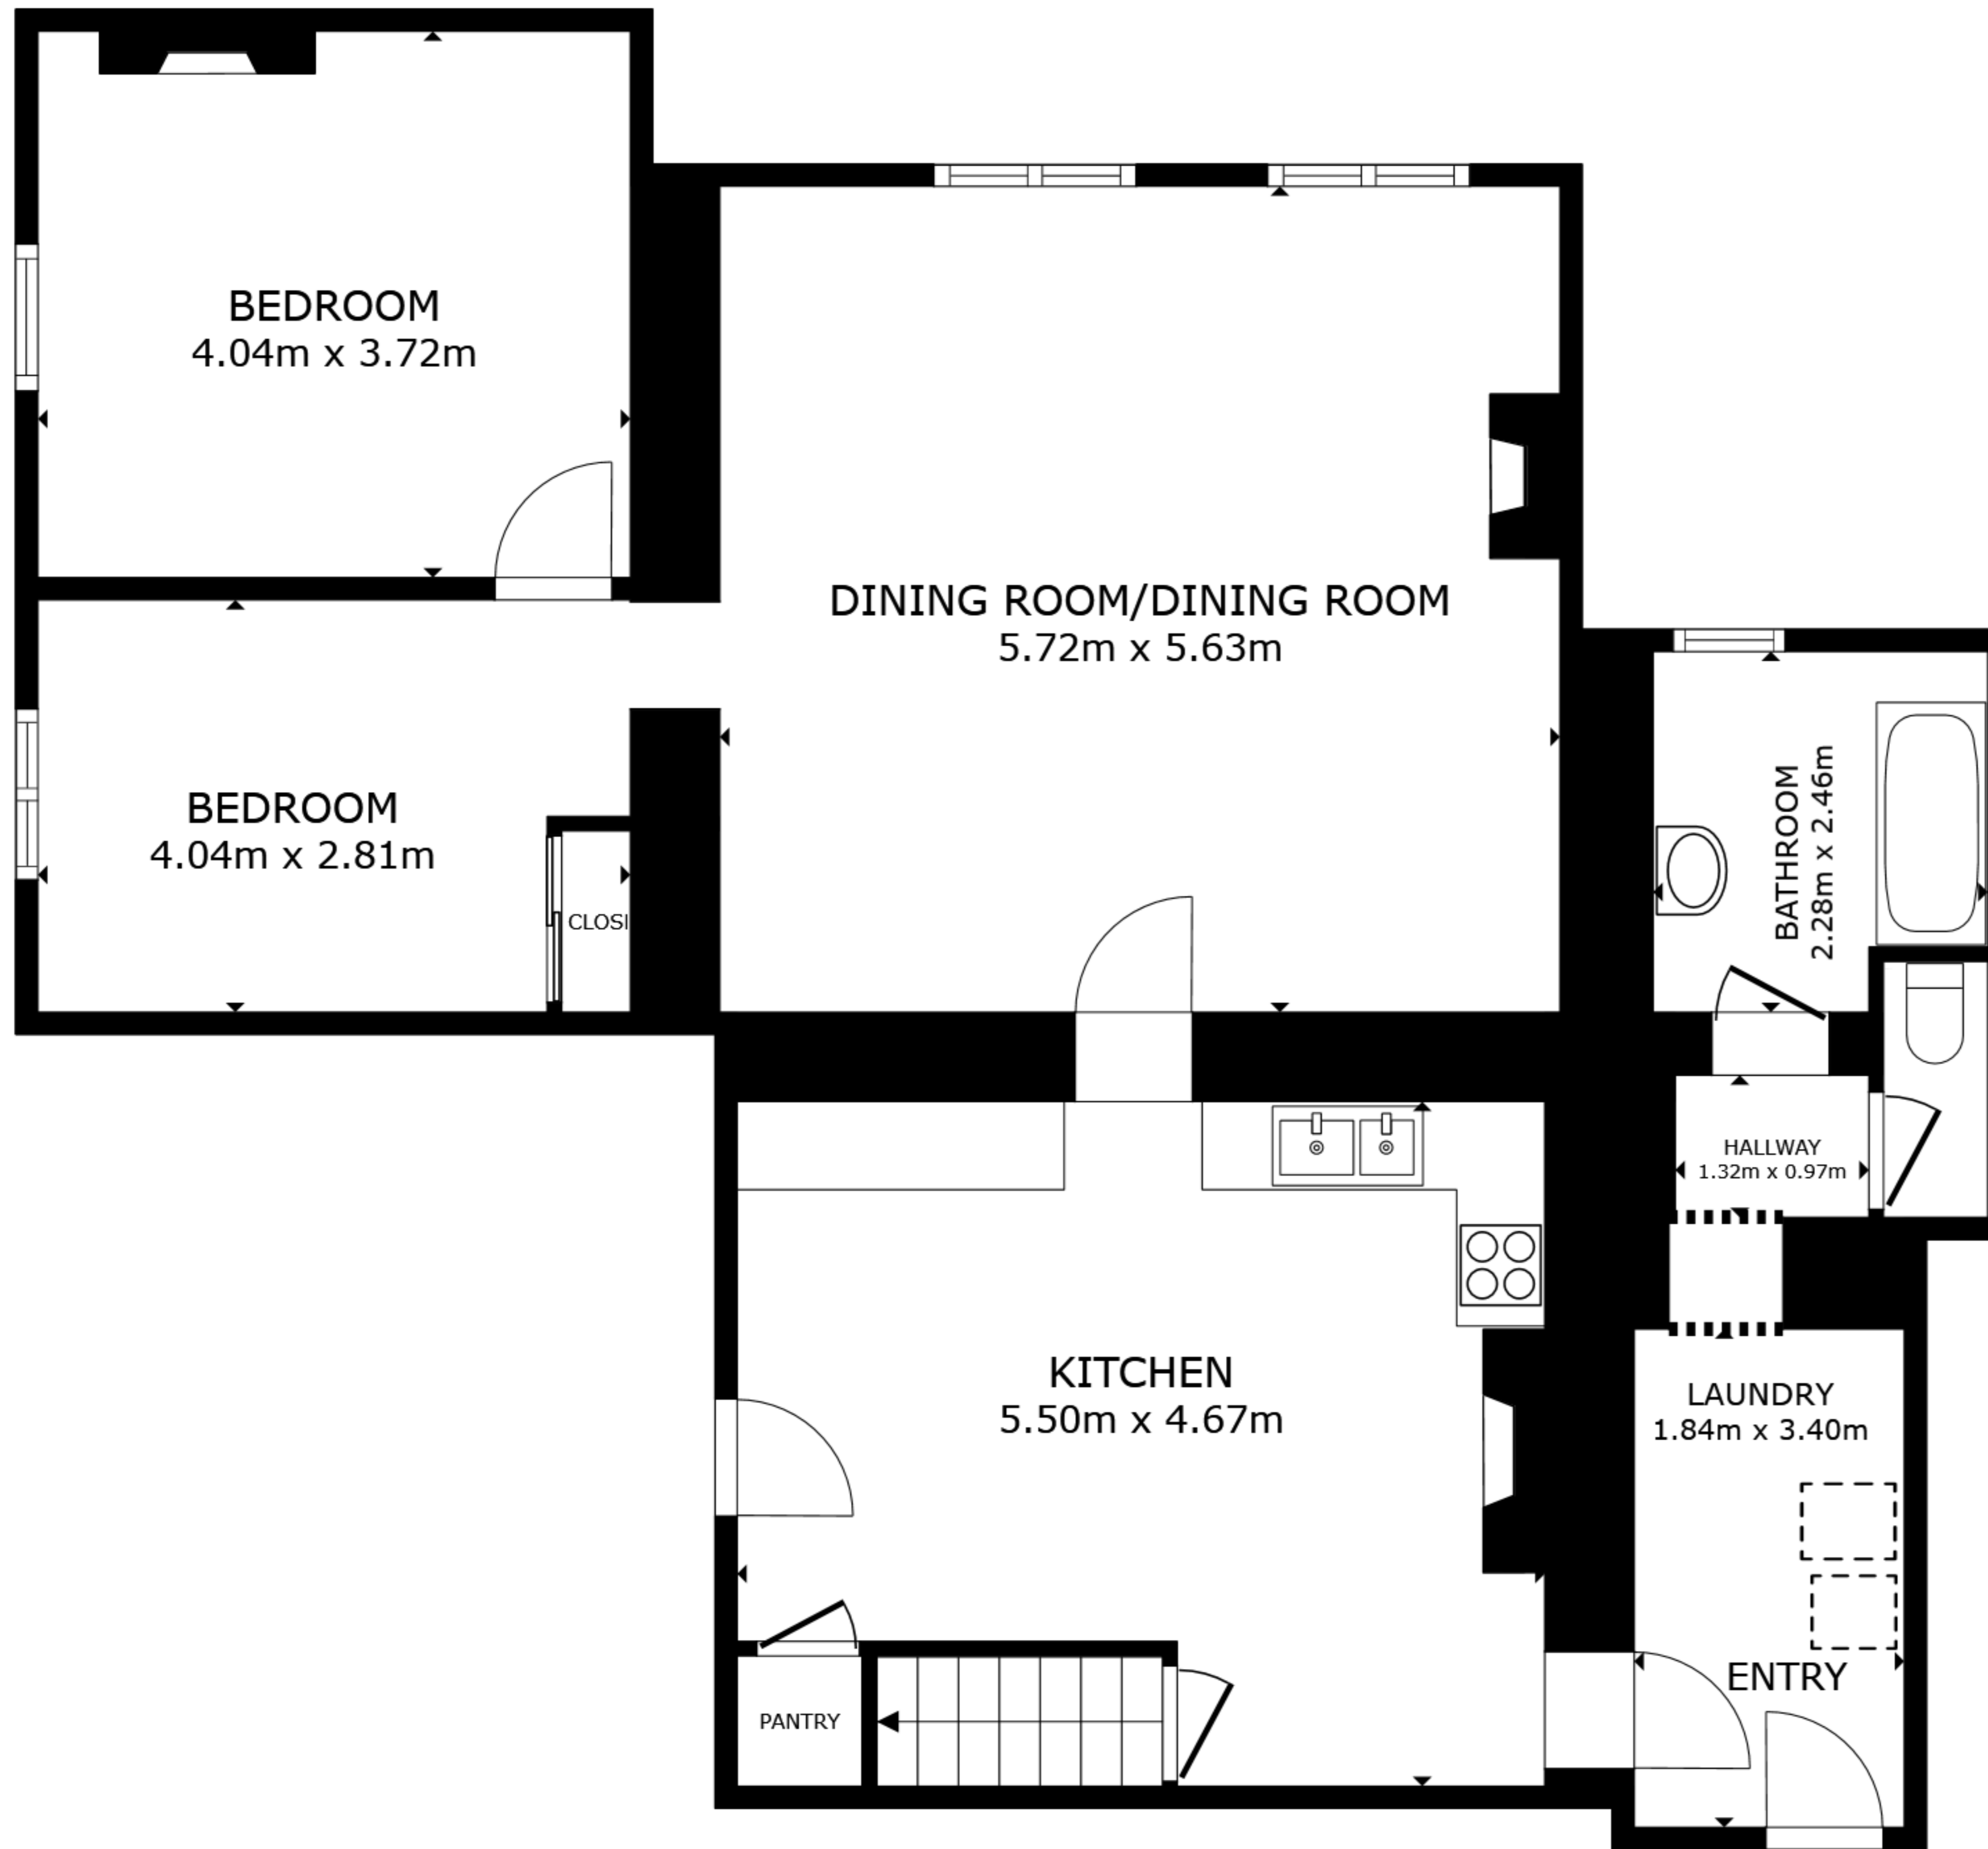 BEDROOM
4.04m x 3.72m
DINING ROOM/DINING ROOM
5.72m x 5.63m
BEDROOM
4.04m x 2.81m
CLOSI
BATHROOM
2.28m x 2.46m
HALLWAY
1.32m x 0.97m
KITCHEN
5.50m x 4.67m
LAUNDRY
1.84m x 3.40m
ENTRY
PANTRY